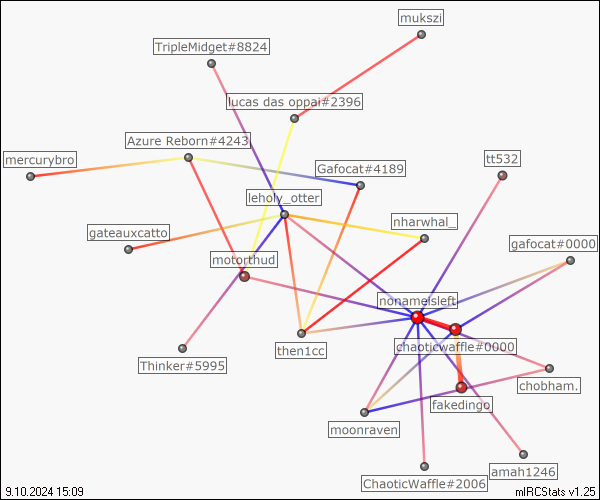 mukszi
TripleMidget#8824
lucas das oppai#2396
Azure Reborn#4243
mercurybro
Gafocat#4189
tt532
leholy_otter
nharwhal_
gateauxcatto
gafocat#0000
motorthud
nonameisleft
chaoticwaffle#0000
then1cc
Thinker#5995
chobham.
fakedingo
moonraven
amah1246
ChaoticWaffle#2006
9.10.2024 15:09
mIRCStats v1.25